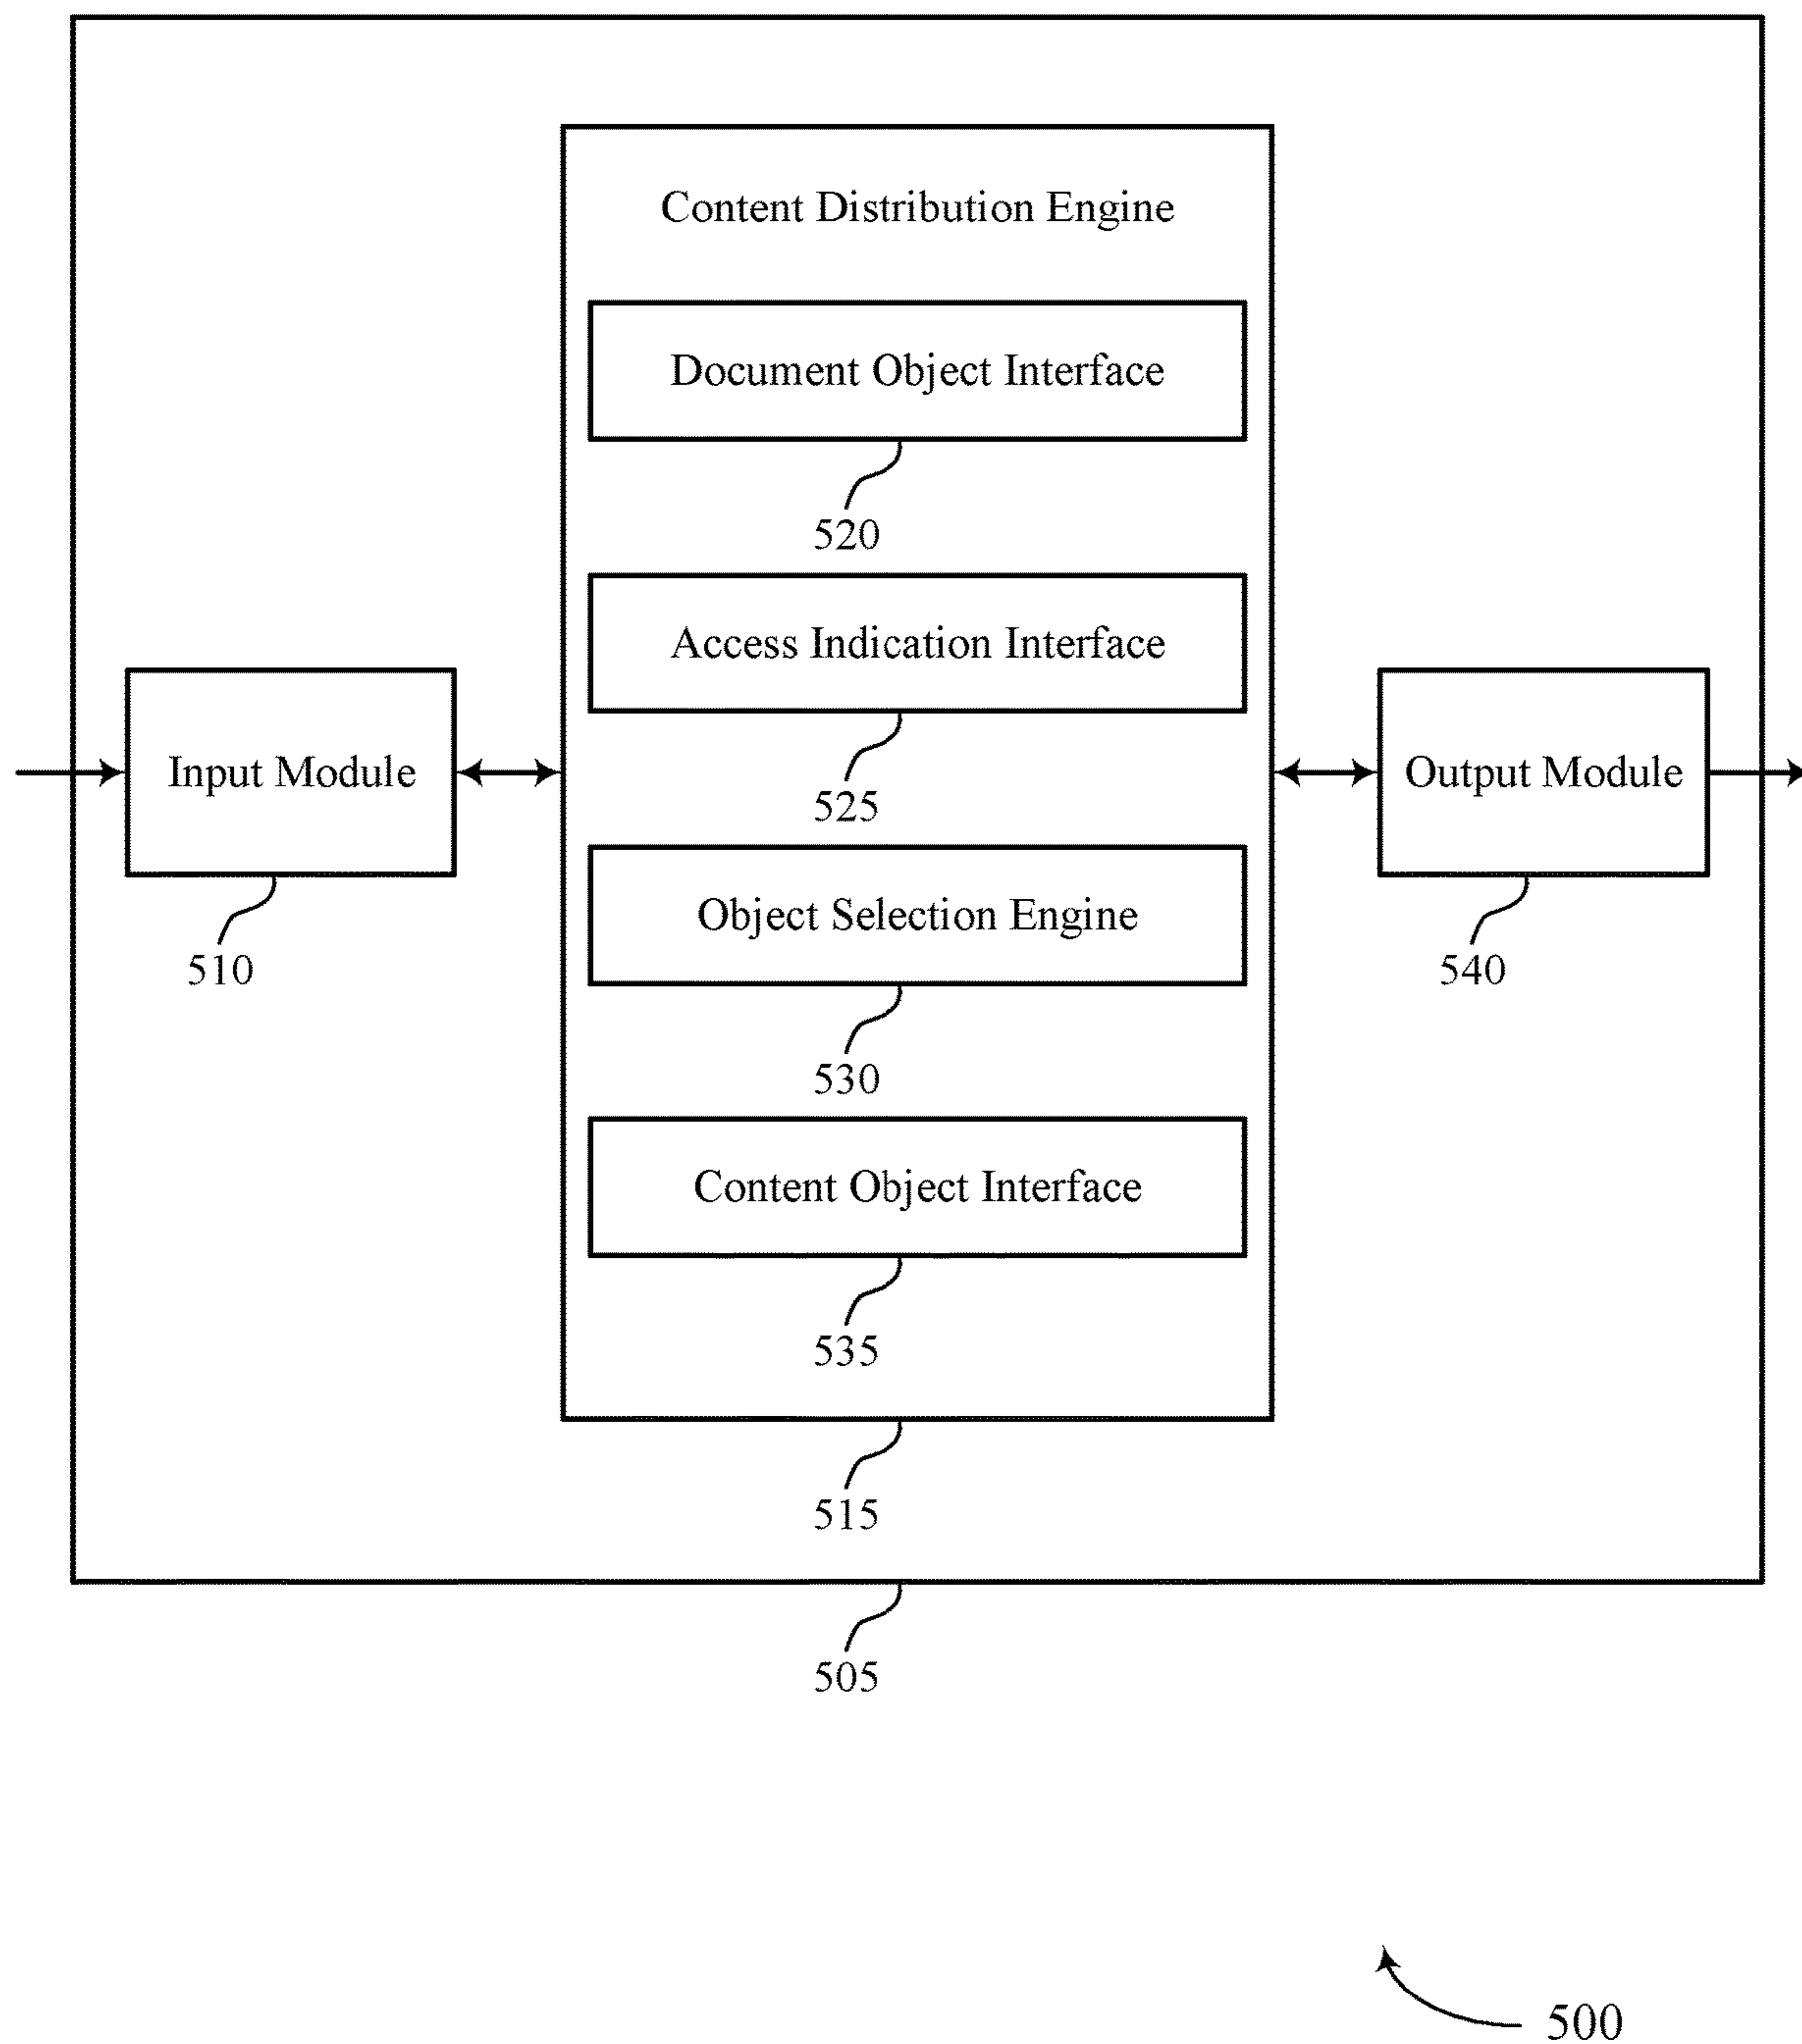 Content Distribution Engine
Document Object Interface
520
Access Indication Interface
525
Input Module
510
Object Selection Engine
530
Output Module
540
Content Object Interface
535
515
505
500